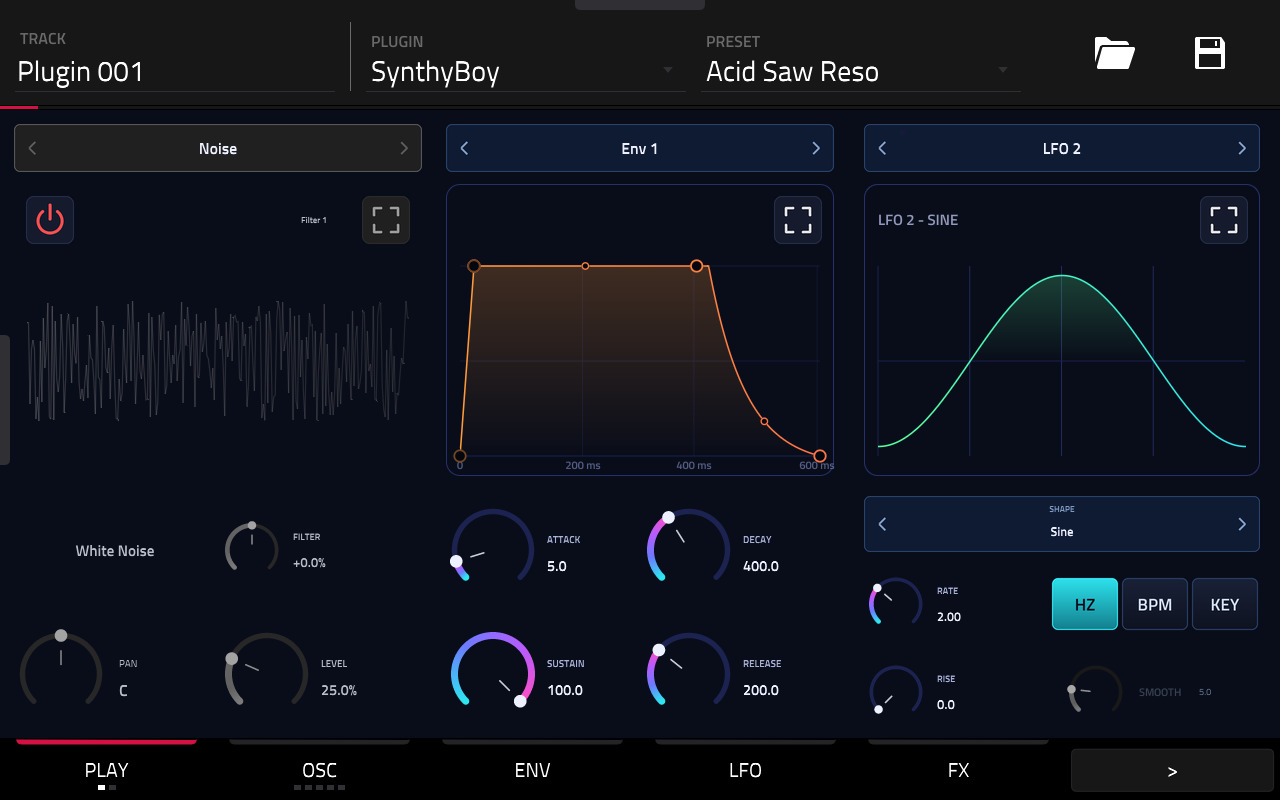 TRACK
Plugin 001
PLUGIN
SynthyBoy
PRESET
Acid Saw Reso
Noise
Env 1
LFO 2
Filter 1
LFO 2 - SINE
0
200 ms
400 ms
600 ms
White Noise
FILTER
+0.0%
PAN
C
LEVEL
25.0%
ATTACK
5.0
DECAY
400.0
SUSTAIN
100.0
RELEASE
200.0
SHAPE
Sine
RATE
2.00
HZ
BPM
KEY
RISE
0.0
SMOOTH 5.0
PLAY
OSC
ENV
LFO
FX
>